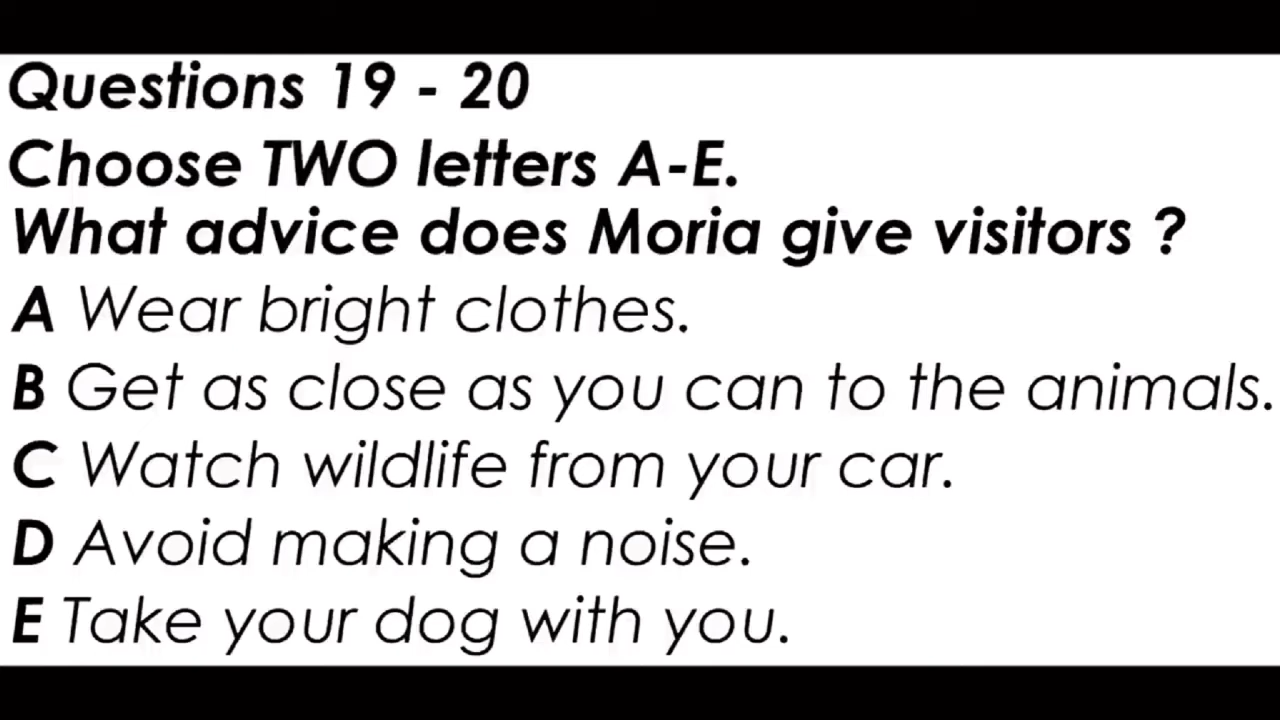 Questions 19 - 20
Choose TWO letters A-E.
What advice does Moria give visitors ?
A Wear bright clothes.
B Get as close as you can to the animals.
C Watch wildlife from your car.
D Avoid making a noise.
E Take your dog with you.